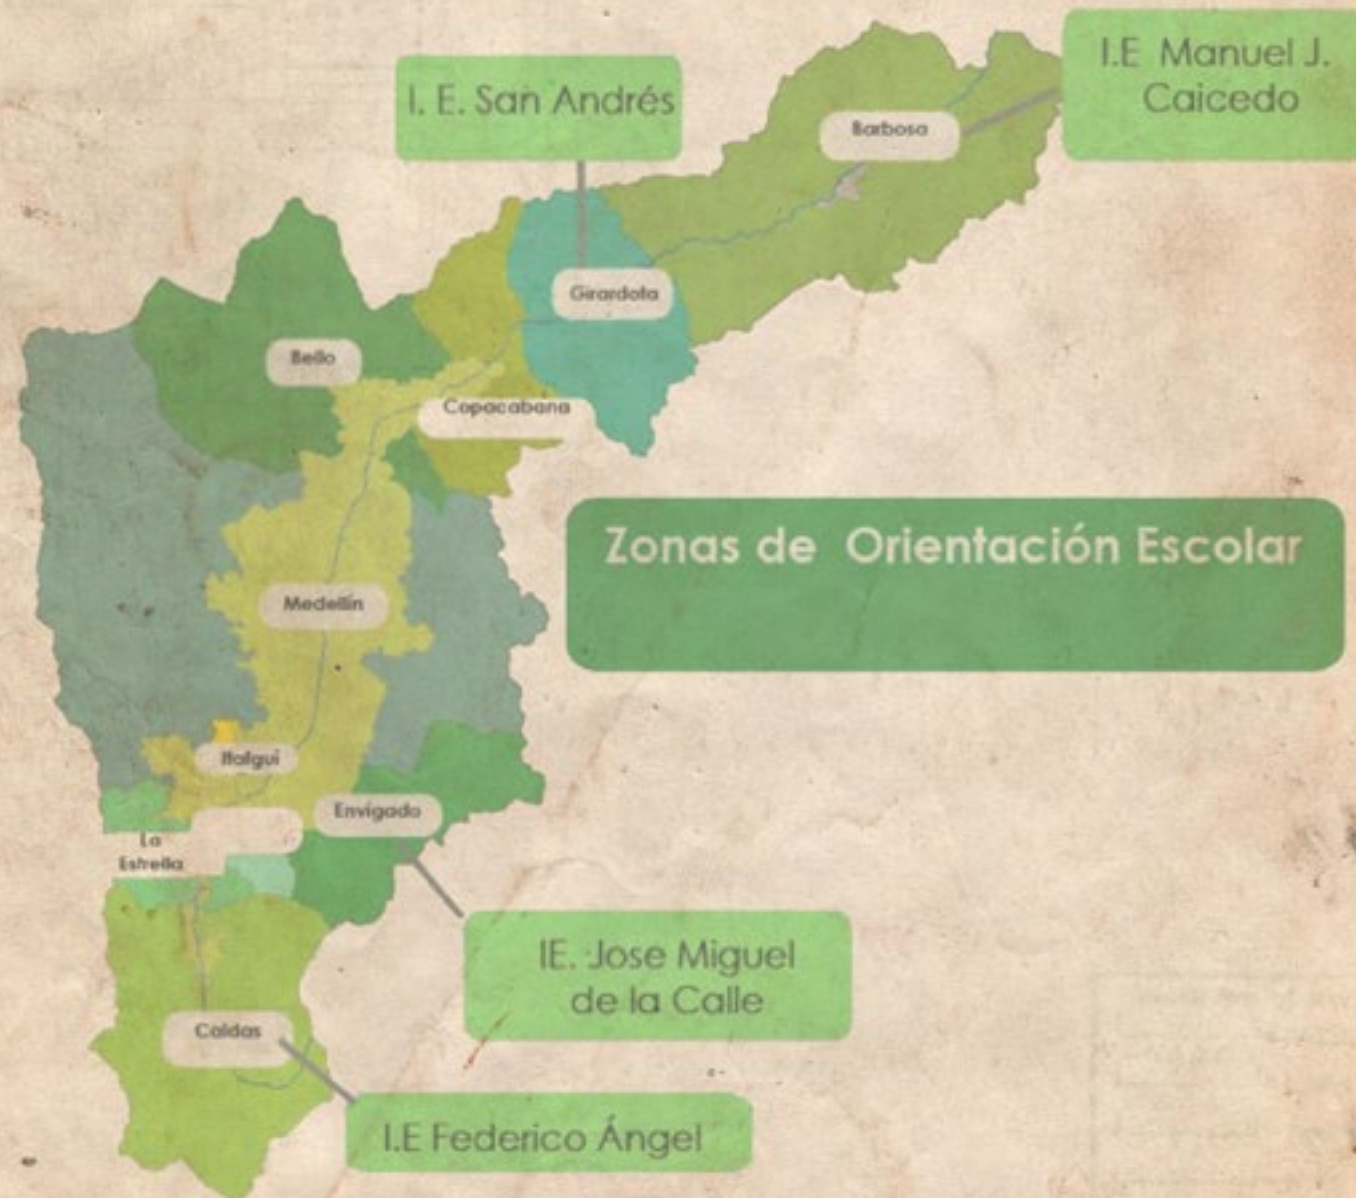 I.E Manuel J.
Caicedo
I. E. San Andrés
Barbosa
Girardota
Bello
Copacabana
Zonas de Orientación Escolar
Medellín
Itagui
Envigado
La
Estrella
IE. Jose Miguel
de la Calle
Caldas
I.E Federico Ángel